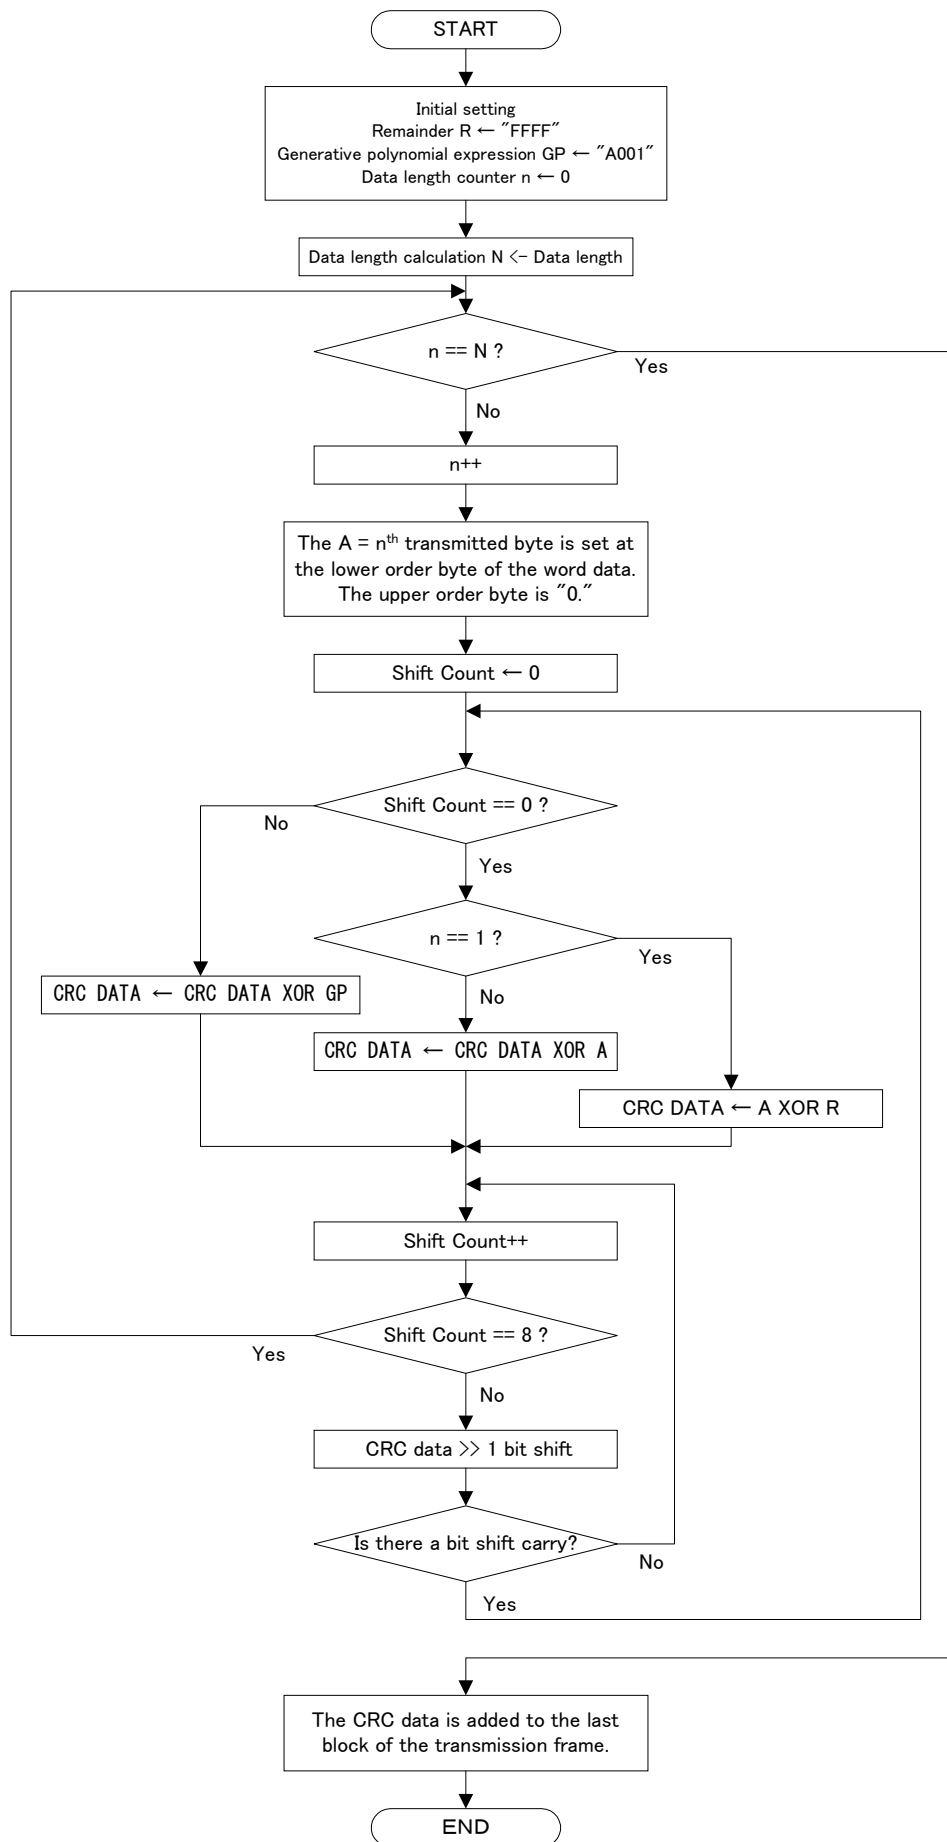 START
Initial setting
Remainder R ← "FFFF"
Generative polynomial expression GP ← "A001"
Data length counter n ← 0
Data length calculation N <- Data length
n == N ?
Yes
No
n++
The A = nth transmitted byte is set at
the lower order byte of the word data.
The upper order byte is "0."
Shift Count ← 0
Shift Count == 0 ?
No
Yes
n == 1 ?
Yes
No
CRC DATA ← CRC DATA XOR GP
CRC DATA ← CRC DATA XOR A
CRC DATA ← A XOR R
Shift Count++
Shift Count == 8 ?
Yes
No
CRC data >> 1 bit shift
Is there a bit shift carry?
No
Yes
The CRC data is added to the last
block of the transmission frame.
END